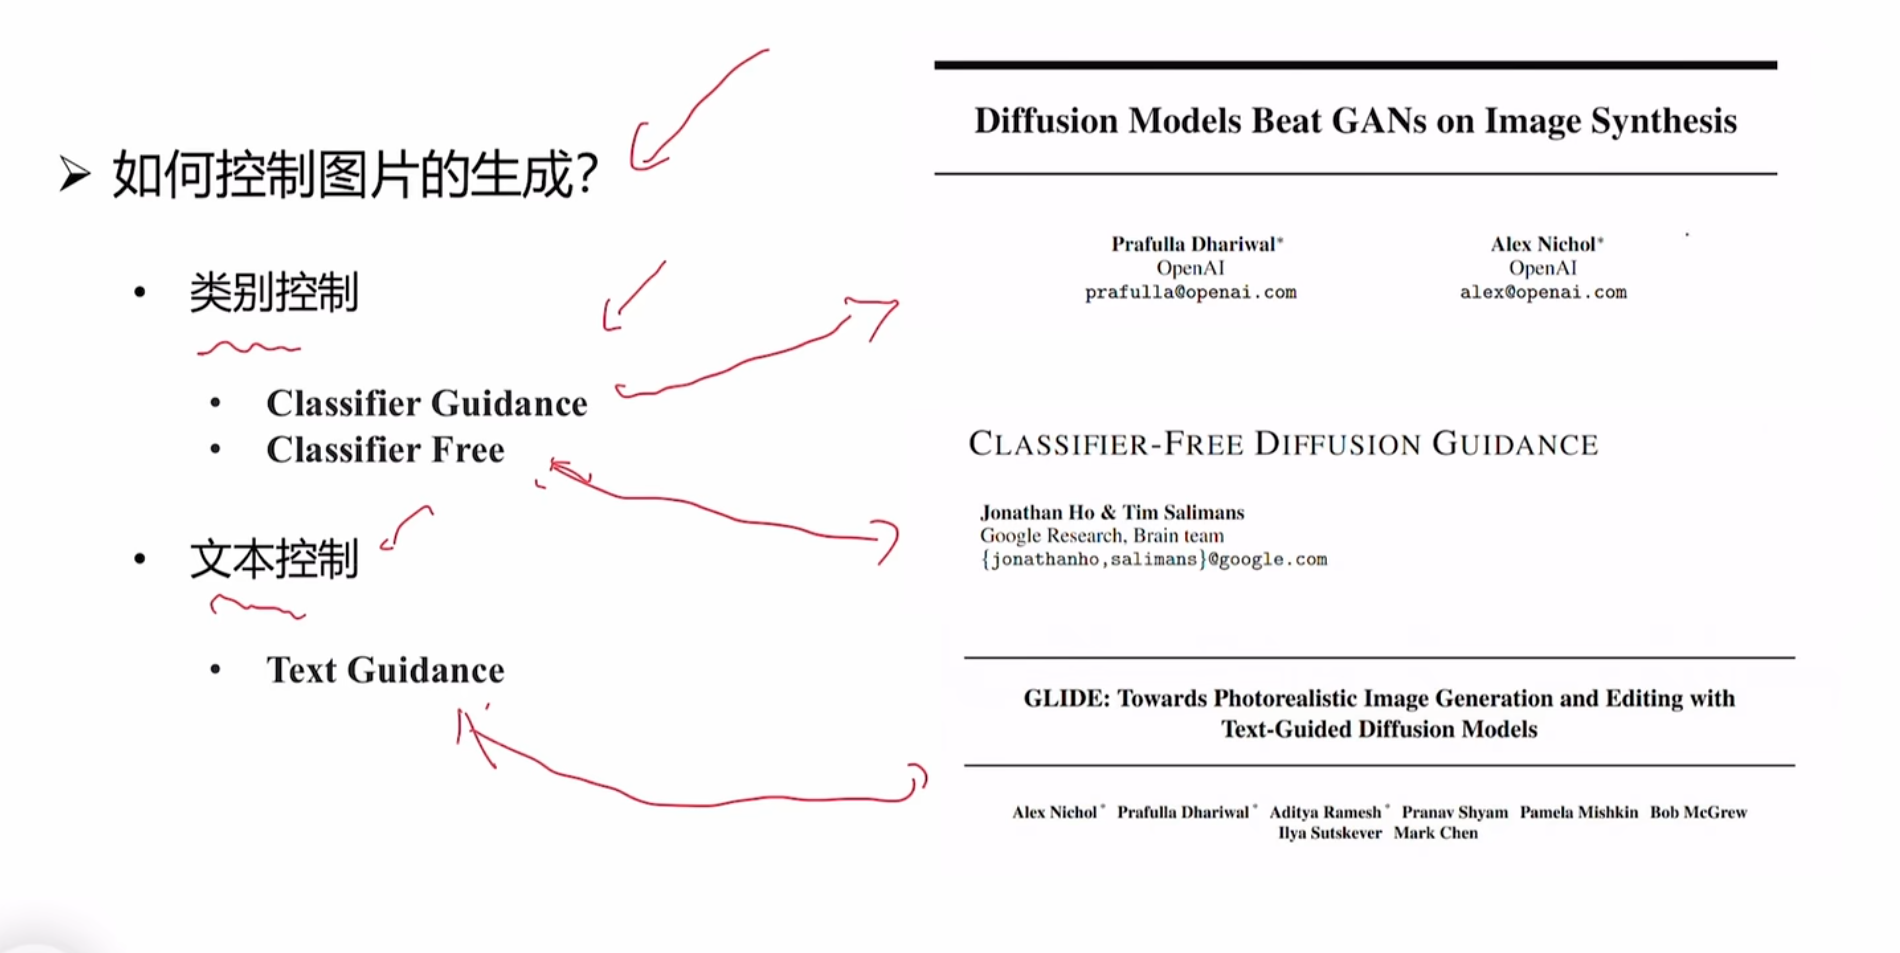 如何控制图片的生成?
类别控制
Classifier Guidance
Classifier Free
文本控制
Text Guidance
Diffusion Models Beat GANs on Image Synthesis
Prafulla Dhariwal* Alex Nichol*
OpenAI OpenAI
prafulla@openai.com alex@openai.com
CLASSIFIER-FREE DIFFUSION GUIDANCE
Jonathan Ho & Tim Salimans
Google Research, Brain team
{jonathanho,salimans}@google.com
GLIDE: Towards Photorealistic Image Generation and Editing with
Text-Guided Diffusion Models
Alex Nichol* Prafulla Dhariwal* Aditya Ramesh* Pranav Shyam Pamela Mishkin Bob McGrew
Ilya Sutskever Mark Chen